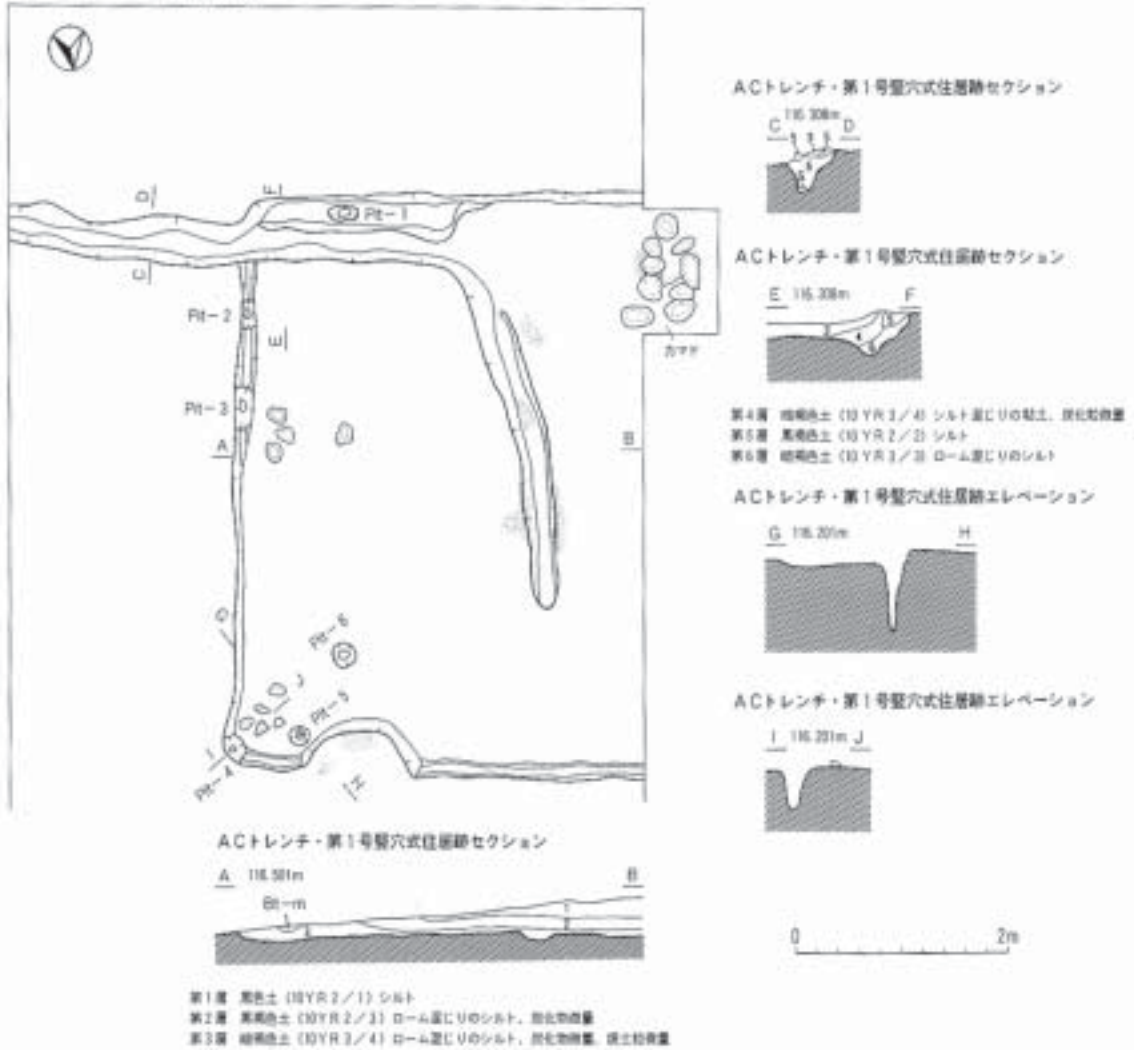 ACトレンチ・第1号竪穴式住居跡セクション
116.308m
C D
D
F
Pit-1
C
ACトレンチ・第1号竪穴式住居跡セクション
E 116.308m F
Pit-2
E
カマド
Pit-3
A
B
第4層 暗褐色土(10YR3/4)シルト混じりの粘土、炭化粒微量
第5層 黒褐色土(10YR2/2)シルト
第6層 暗褐色土(10YR3/3)ローム混じりのシルト
ACトレンチ・第1号竪穴式住居跡エレベーション
G 116.201m H
G
Pit-6
J
Pit-5
I
Pit-4
H
ACトレンチ・第1号竪穴式住居跡エレベーション
I 116.201m J
ACトレンチ・第1号竪穴式住居跡セクション
A 116.501m B
Bt-m
0 2m
第1層 黒色土(10YR2/1)シルト
第2層 黒褐色土(10YR2/3)ローム混じりのシルト、炭化物微量
第3層 暗褐色土(10YR3/4)ローム混じりのシルト、炭化物微量、焼土粒微量